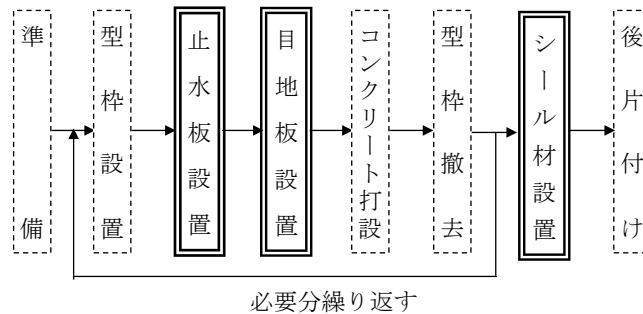 準備
型枠設置
止水板設置
目地板設置
コンクリート打設
型枠撤去
シール材設置
後片付け
必要分繰り返す